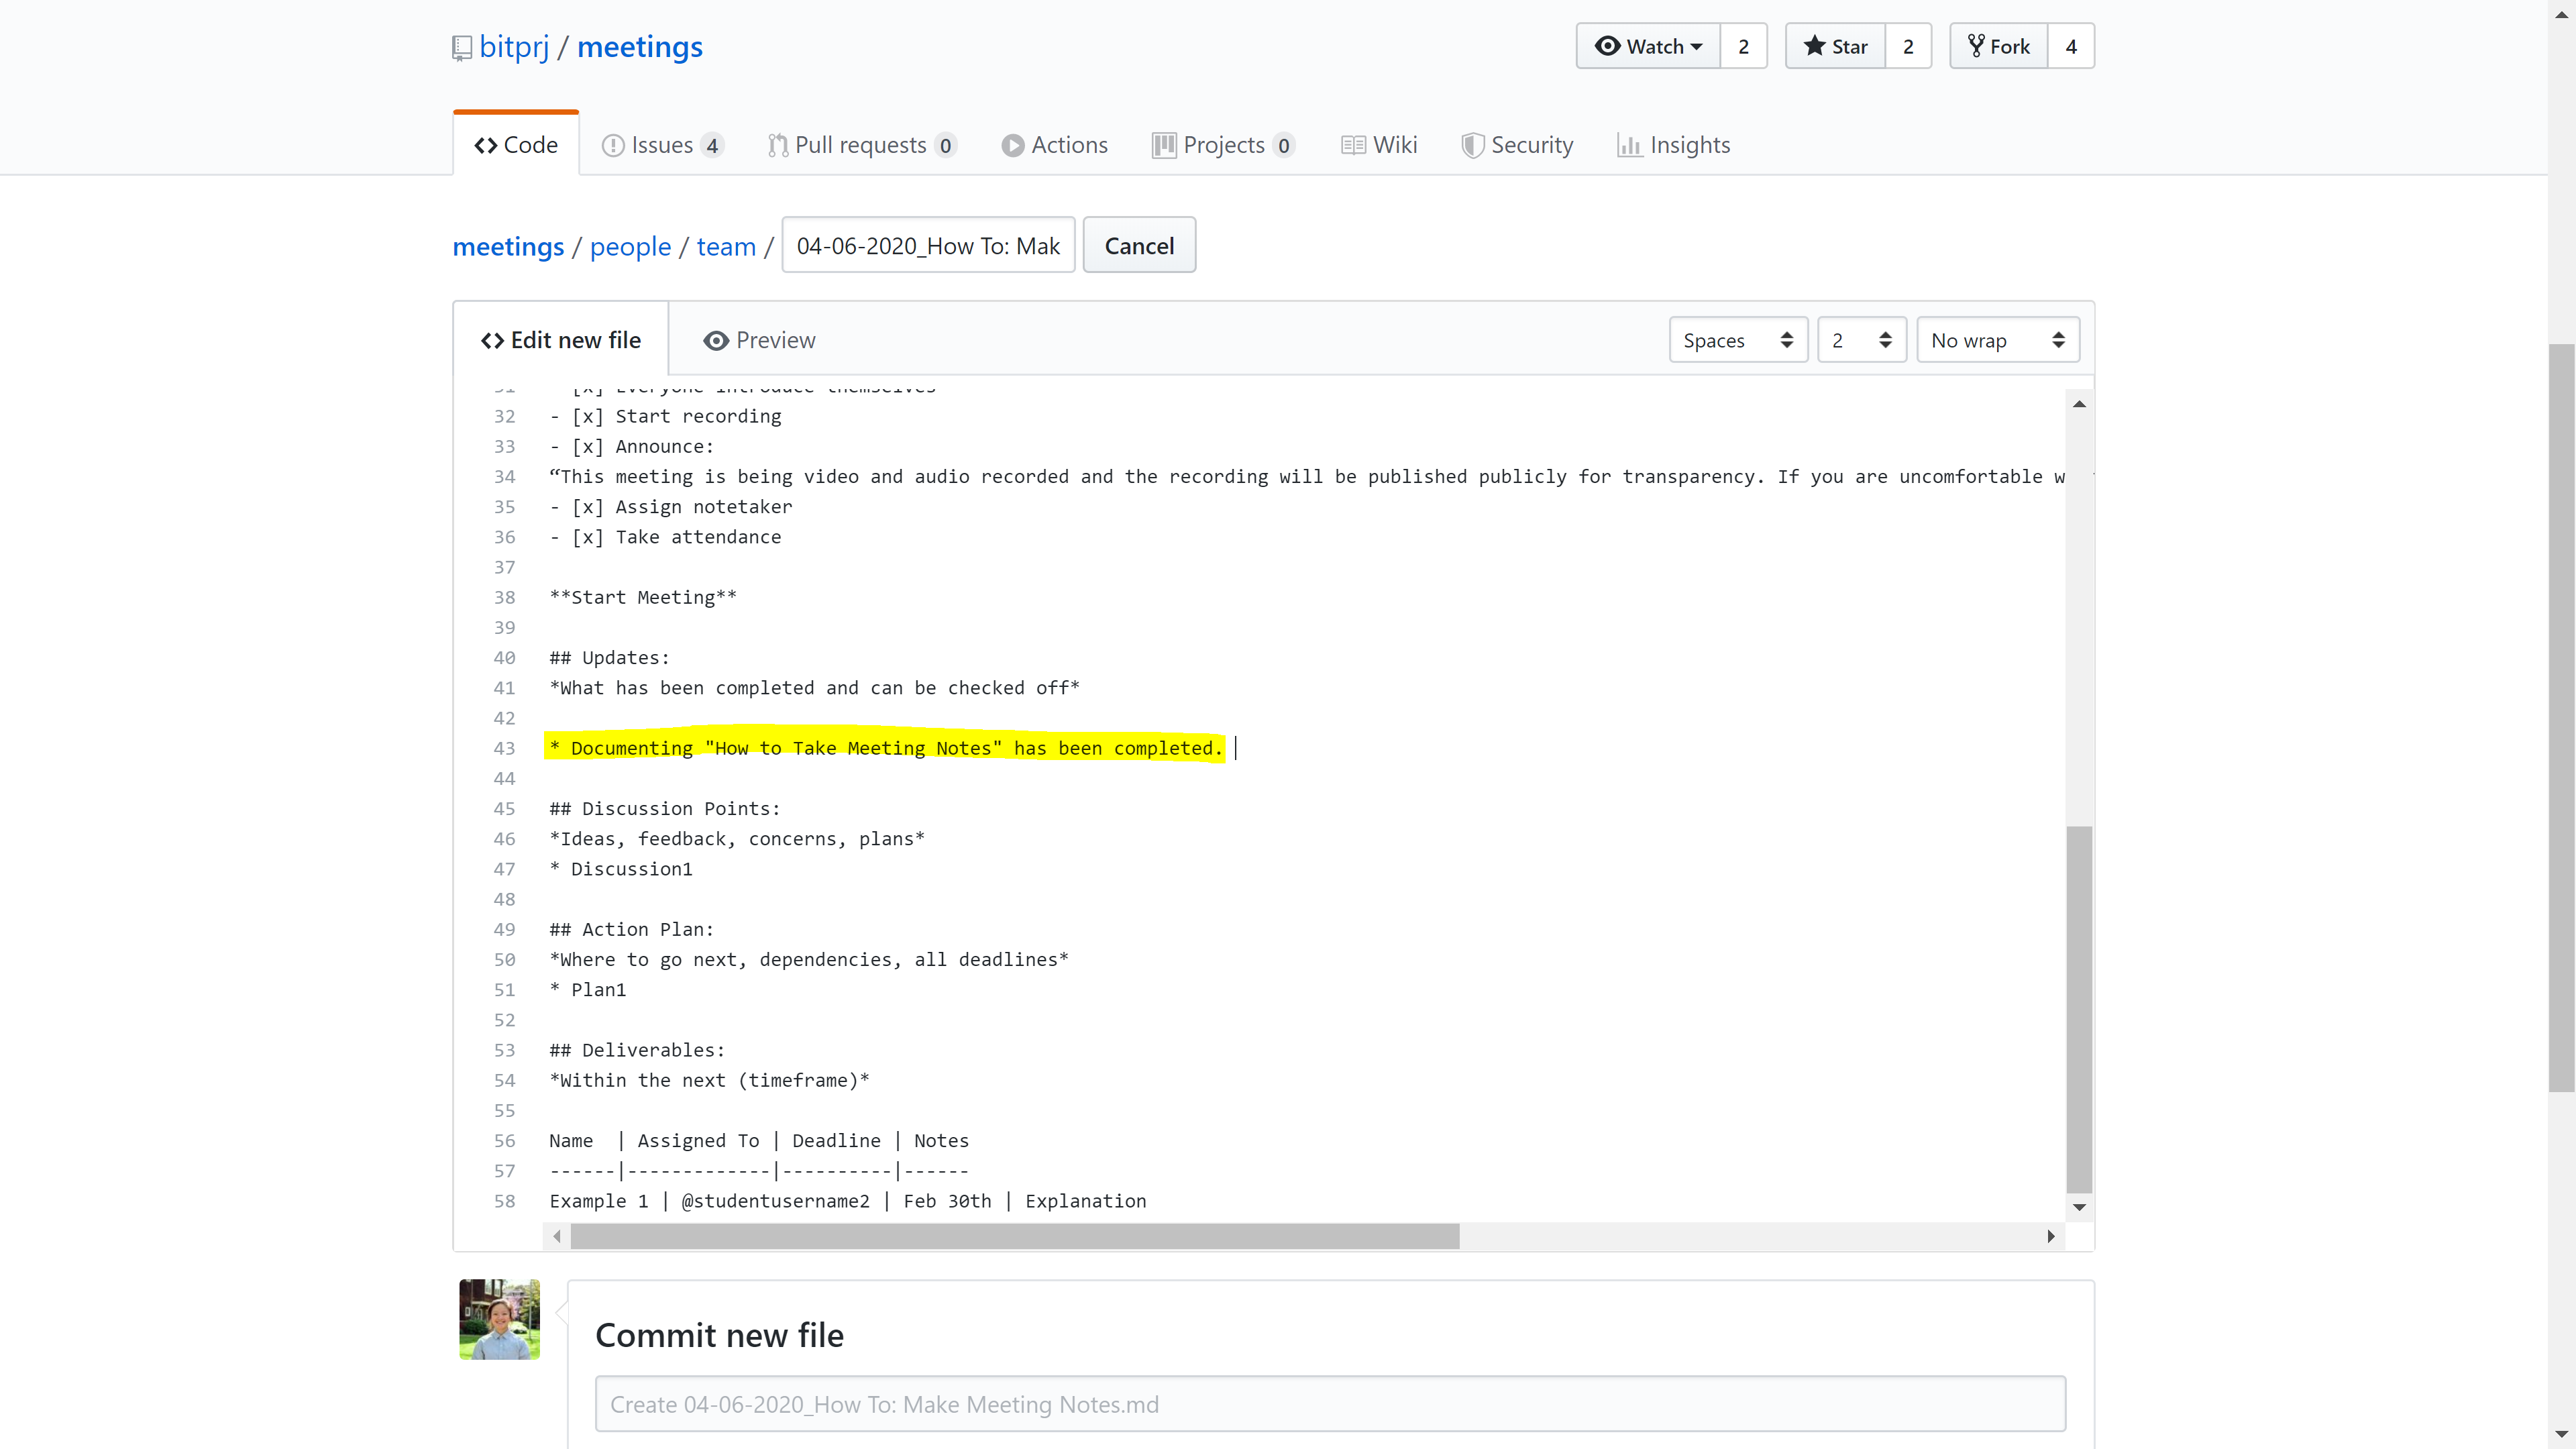 bitprj / meetings
Watch 2 Star 2 Fork 4
Code Issues 4 Pull requests 0 Actions Projects 0 Wiki Security Insights
meetings / people / team / 04-06-2020_How To: Mak Cancel
Edit new file Preview Spaces 2 No wrap
31 [x] Everyone introduce themselves
32 - [x] Start recording
33 - [x] Announce:
34 “This meeting is being video and audio recorded and the recording will be published publicly for transparency. If you are uncomfortable w
35 - [x] Assign notetaker
36 - [x] Take attendance
37
38 **Start Meeting**
39
40 ## Updates:
41 *What has been completed and can be checked off*
42
43 * Documenting "How to Take Meeting Notes" has been completed.
44
45 ## Discussion Points:
46 *Ideas, feedback, concerns, plans*
47 * Discussion1
48
49 ## Action Plan:
50 *Where to go next, dependencies, all deadlines*
51 * Plan1
52
53 ## Deliverables:
54 *Within the next (timeframe)*
55
56 Name  | Assigned To | Deadline | Notes
57 ------|-------------|----------|------
58 Example 1 | @studentusername2 | Feb 30th | Explanation
Commit new file
Create 04-06-2020_How To: Make Meeting Notes.md